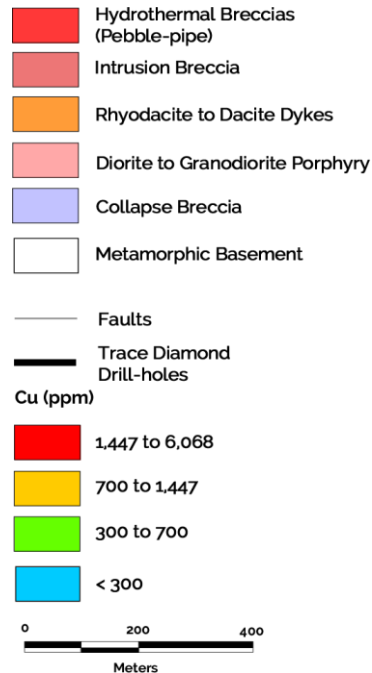 Hydrothermal Breccias
(Pebble-pipe)
Intrusion Breccia
Rhyodacite to Dacite Dykes
Diorite to Granodiorite Porphyry
Collapse Breccia
Metamorphic Basement
Faults
Trace Diamond
Drill-holes
Cu (ppm)
1,447 to 6,068
700 to 1,447
300 to 700
< 300
0 200 400
Meters